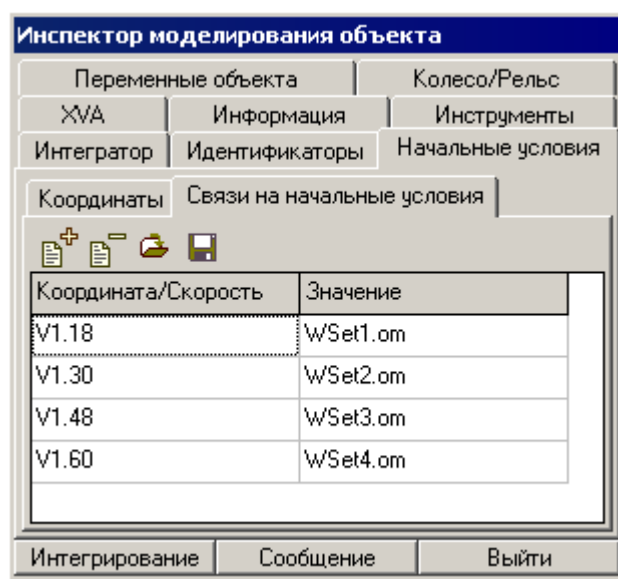 Инспектор моделирования объекта
Переменные объекта Колесо/Рельс
XVA Информация Инструменты
Интегратор Идентификаторы Начальные условия
Координаты Связи на начальные условия
Координата/Скорость Значение
V1.18 WSet1.om
V1.30 WSet2.om
V1.48 WSet3.om
V1.60 WSet4.om
Интегрирование Сообщение Выйти